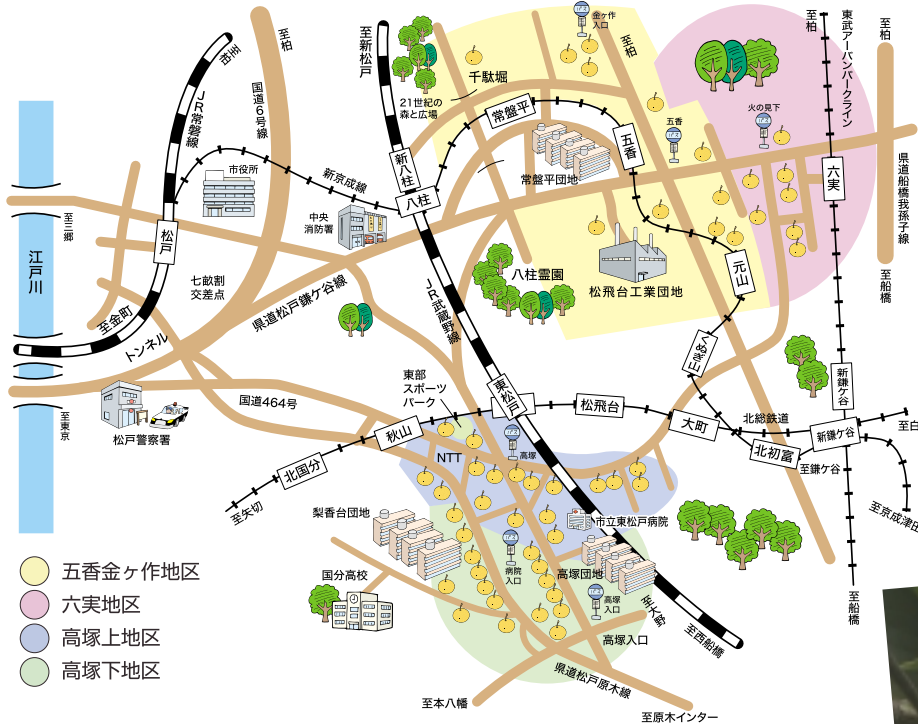 至柏
至柏
至新松戸
金ヶ作
入口
至柏
至柏
東武アーバンパークライン
至柏
国道6号線
JR常磐線
千駄堀
21世紀の
森と広場
常盤平
五香
五香
火の見下
市役所
新京成線
新八柱
八柱
常盤平団地
六実
県道船橋我孫子線
至三郷
松戸
中央
消防署
江戸川
七畝割
交差点
県道松戸鎌ケ谷線
JR武蔵野線
八柱霊園
松飛台工業団地
元山
至船橋
至金町
トンネル
くぬぎ山
東部
スポーツ
パーク
東松戸
新鎌ケ谷
国道464号
松飛台
大町
北総鉄道
至白
至東京
松戸警察署
秋山
NTT
高塚
北初富
新鎌ケ谷
至鎌ケ谷
北国分
至矢切
梨香台団地
市立東松戸病院
至京成津田
五香金ヶ作地区
六実地区
高塚上地区
高塚下地区
国分高校
病院
入口
高塚団地
高塚
入口
至大野
至西船橋
至船橋
高塚入口
県道松戸原木線
至本八幡
至原木インター